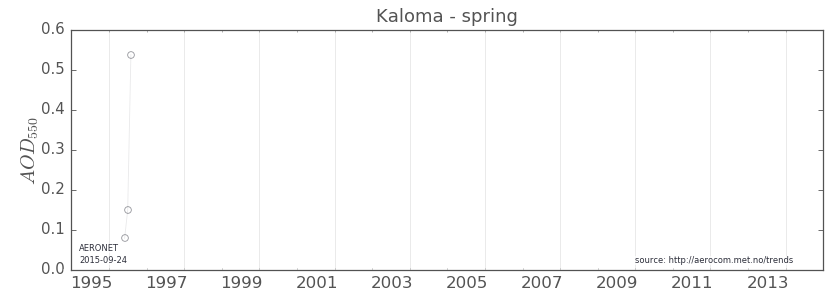 Kaloma - spring
0.6
0.5
0.4
0.3
0.2
0.1
0.0
AOD550
AERONET
2015-09-24
source: http://aerocom.met.no/trends
1995 1997 1999 2001 2003 2005 2007 2009 2011 2013